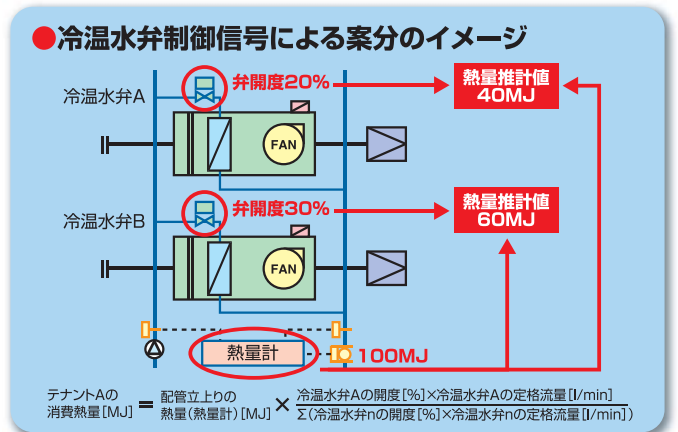 ●冷温水弁制御信号による案分のイメージ
冷温水弁A
弁開度20%
熱量推計値
40MJ
FAN
冷温水弁B
弁開度30%
熱量推計値
60MJ
FAN
熱量計
100MJ
テナントAの
消費熱量[MJ]
=
配管立上りの
熱量(熱量計)[MJ]
×
冷温水弁Aの開度[%]×冷温水弁Aの定格流量[l/min]
Σ(冷温水弁nの開度[%]×冷温水弁nの定格流量[l/min])